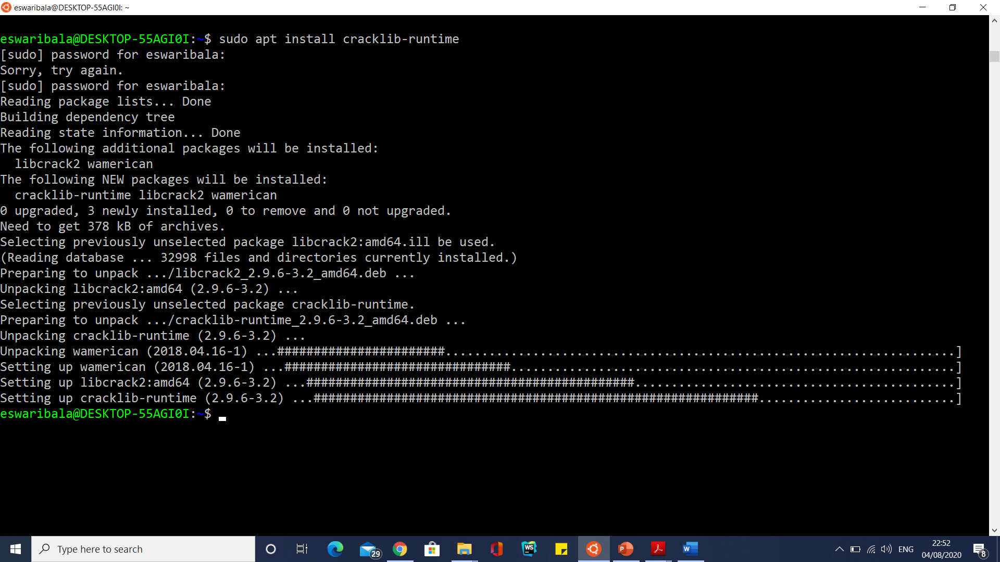 eswaribala@DESKTOP-55AGI0I: ~
eswaribala@DESKTOP-55AGI0I:~$ sudo apt install cracklib-runtime
[sudo] password for eswaribala:
Sorry, try again.
[sudo] password for eswaribala:
Reading package lists... Done
Building dependency tree
Reading state information... Done
The following additional packages will be installed:
  libcrack2 wamerican
The following NEW packages will be installed:
  cracklib-runtime libcrack2 wamerican
0 upgraded, 3 newly installed, 0 to remove and 0 not upgraded.
Need to get 378 kB of archives.
Selecting previously unselected package libcrack2:amd64.ill be used.
(Reading database ... 32998 files and directories currently installed.)
Preparing to unpack .../libcrack2_2.9.6-3.2_amd64.deb ...
Unpacking libcrack2:amd64 (2.9.6-3.2) ...
Selecting previously unselected package cracklib-runtime.
Preparing to unpack .../cracklib-runtime_2.9.6-3.2_amd64.deb ...
Unpacking cracklib-runtime (2.9.6-3.2) ...
Unpacking wamerican (2018.04.16-1) ...#######################......................................................................]
Setting up wamerican (2018.04.16-1) ...###############################.............................................................]
Setting up libcrack2:amd64 (2.9.6-3.2) ...#############################################............................................]
Setting up cracklib-runtime (2.9.6-3.2) ...#############################################################...........................]
eswaribala@DESKTOP-55AGI0I:~$
Type here to search
29
WS
P
W
ENG
22:52
04/08/2020
8